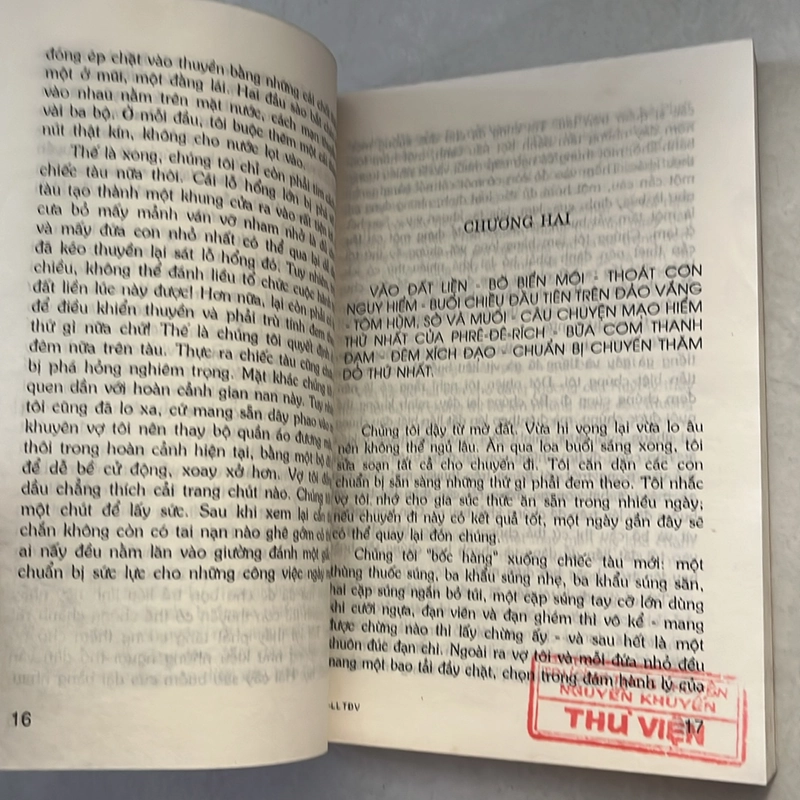 đóng ép chặt vào thuyền bằng những cái
một ở mũi, một đằng lái. Hai đầu sào bắt
vào nhau nằm trên mặt nước, cách mạn
vài ba bộ. Ở mỗi đầu, tôi buộc thêm một cái
nút thật kín, không cho nước lọt vào.
Thế là xong, chúng tôi chỉ còn phải tìm
chiếc tàu nữa thôi. Cái lỗ hổng lớn bị phá
tàu tạo thành một khung cửa ra vào rất tiện
cưa bỏ mấy mảnh ván vỡ nham nhở là đủ
và mấy đứa con nhỏ nhất có thể qua lại dễ
đã kéo thuyền lại sát lỗ hổng đó. Tuy nhiên
chiều, không thể đánh liều tổ chức cuộc hành
đất liền lúc này được! Hơn nữa, lại còn phải
để điều khiển thuyền và phải trù tính đem
thứ gì nữa chứ! Thế là chúng tôi quyết định
đêm nữa trên tàu. Thực ra chiếc tàu cũng
bị phá hỏng nghiêm trọng. Mặt khác chúng tôi
quen dần với hoàn cảnh gian nan này. Tuy
tôi cũng đã lo xa, cứ mang sẵn dây phao vào
khuyên vợ tôi nên thay bộ quần áo đương
thôi trong hoàn cảnh hiện tại, bằng một bộ
để dễ bề cử động, xoay xở hơn. Vợ tôi
dầu chẳng thích cải trang chút nào. Chúng tôi
một chút để lấy sức. Sau khi xem lại cẩn
chắn không còn có tai nạn nào ghê gớm
ai nấy đều nằm lăn vào giường đánh một
chuẩn bị sức lực cho những công việc ngày
16
CHƯƠNG HAI
VÀO ĐẤT LIỀN - BỜ BIỂN MỚI - THOÁT CƠN
NGUY HIỂM - BUỔI CHIỀU ĐẦU TIÊN TRÊN ĐẢO VẮNG
- TÔM HÙM, SÒ VÀ MUỐI - CÂU CHUYỆN MẠO HIỂM
THỨ NHẤT CỦA PHRÊ-ĐÊ-RÍCH - BỮA CƠM THANH
ĐẠM - ĐÊM XÍCH ĐẠO - CHUẨN BỊ CHUYẾN THĂM
DÒ THỨ NHẤT.
Chúng tôi dậy từ mờ đất. Vừa hi vọng lại vừa lo âu
nên không thể ngủ lâu. Ăn qua loa buổi sáng xong, tôi
sửa soạn tất cả cho chuyến đi. Tôi căn dặn các con
chuẩn bị sẵn sàng những thứ gì phải đem theo. Tôi nhắc
vợ tôi, nhớ cho gia súc thức ăn sẵn trong nhiều ngày;
nếu chuyến đi này có kết quả tốt, một ngày gần đây sẽ
có thể quay lại đón chúng.
Chúng tôi "bốc hàng" xuống chiếc tàu mới: một
thùng thuốc súng, ba khẩu súng nhẹ, ba khẩu súng săn,
hai cặp súng ngắn bỏ túi, một cặp súng tay cỡ lớn dùng
khi cưỡi ngựa, đạn viên và đạn ghém thì vô kể - mang
được chừng nào thì lấy chừng ấy - và sau hết là một
khuôn đúc đạn chì. Ngoài ra vợ tôi và mỗi đứa nhỏ đều
mang một bao tải đầy chặt, chọn trong đám hành lý của
-LL TĐV
17
NGUYỄN KHUYẾN
THƯ VIỆN